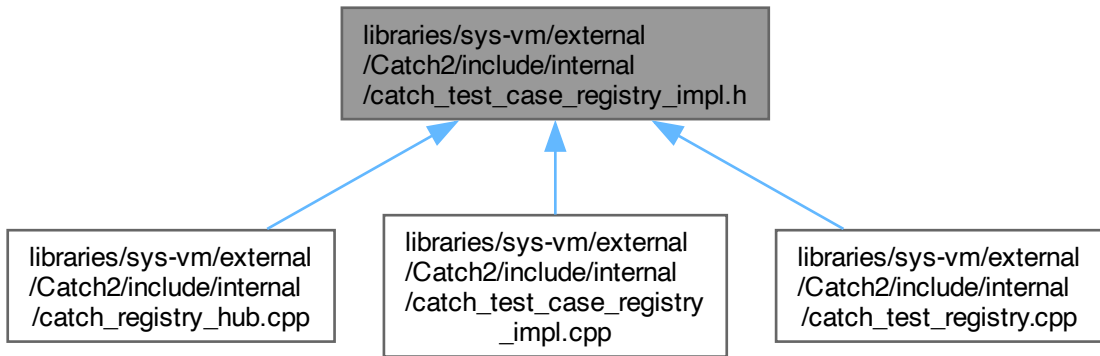 libraries/sys-vm/external
/Catch2/include/internal
/catch_test_case_registry_impl.h
libraries/sys-vm/external
/Catch2/include/internal
/catch_registry_hub.cpp
libraries/sys-vm/external
/Catch2/include/internal
/catch_test_case_registry
_impl.cpp
libraries/sys-vm/external
/Catch2/include/internal
/catch_test_registry.cpp